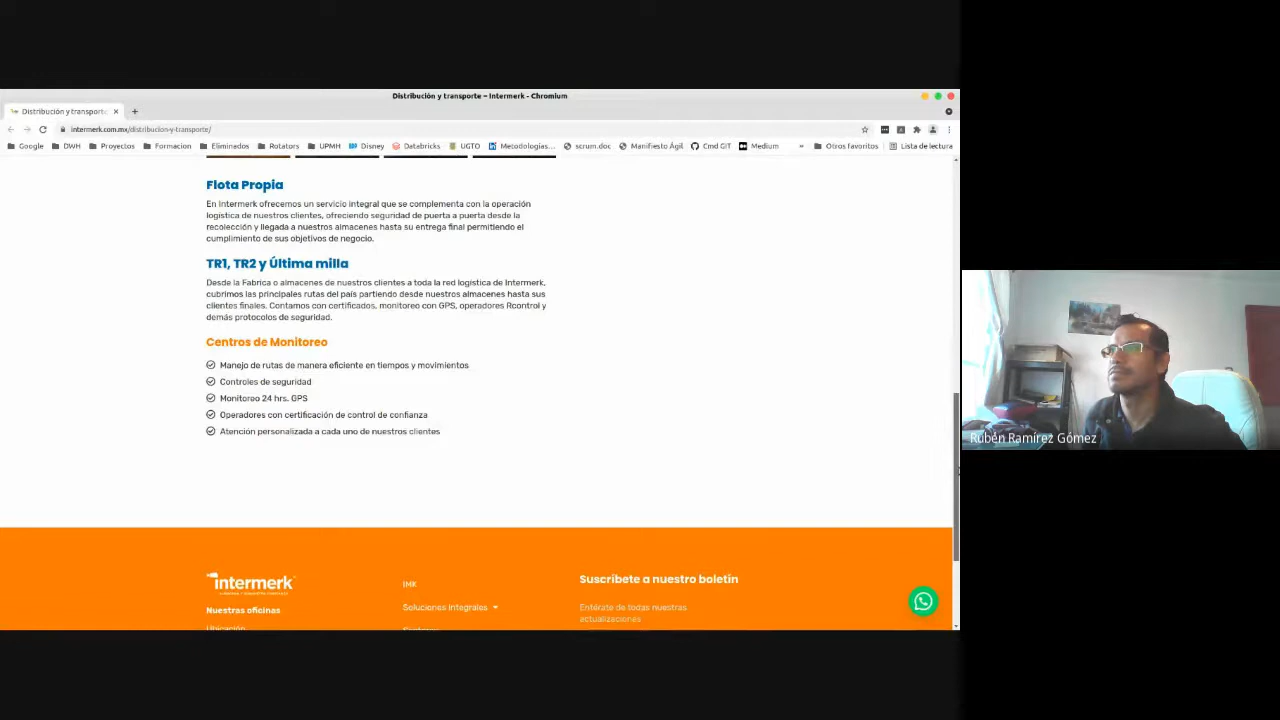 Distribución y transporte – Intermerk - Chromium
Distribución y transporte
intermerk.com.mx/distribucion-y-transporte/
Google DWH Proyectos Formacion Eliminados Rotators UPMH Disney Databricks UGTO Metodologías... scrum.doc Manifiesto Ágil Cmd GIT Medium » Otros favoritos Lista de lectura
Flota Propia
En Intermerk ofrecemos un servicio integral que se complementa con la operación
logística de nuestros clientes, ofreciendo seguridad de puerta a puerta desde la
recolección y llegada a nuestros almacenes hasta su entrega final permitiendo el
cumplimiento de sus objetivos de negocio.
TR1, TR2 y Última milla
Desde la Fabrica o almacenes de nuestros clientes a toda la red logística de Intermerk,
cubrimos las principales rutas del país partiendo desde nuestros almacenes hasta sus
clientes finales. Contamos con certificados, monitoreo con GPS, operadores Rcontrol y
demás protocolos de seguridad.
Centros de Monitoreo
Manejo de rutas de manera eficiente en tiempos y movimientos
Controles de seguridad
Monitoreo 24 hrs. GPS
Operadores con certificación de control de confianza
Atención personalizada a cada uno de nuestros clientes
intermerk
Nuestras oficinas
Ubicación
IMK
Soluciones Integrales
Suscríbete a nuestro boletín
Entérate de todas nuestras
actualizaciones
Rubén Ramírez Gómez